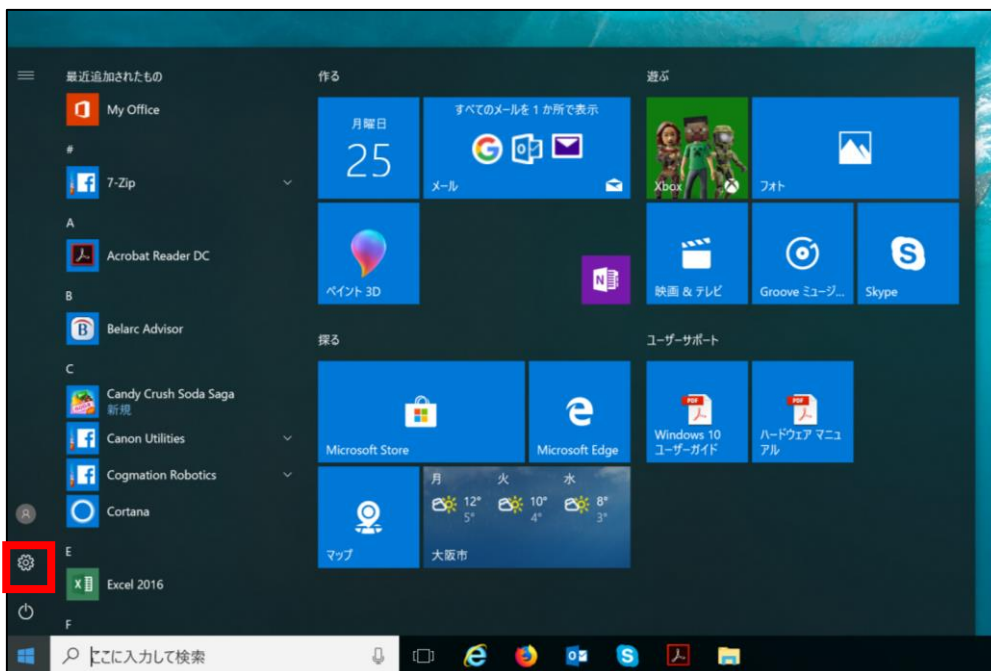 最近追加されたもの
My Office
#
7-Zip
A
Acrobat Reader DC
B
Belarc Advisor
C
Candy Crush Soda Saga
新規
Canon Utilities
Cogmation Robotics
Cortana
E
Excel 2016
F
作る
月曜日
25
すべてのメールを 1 か所で表示
メール
ペイント 3D
遊ぶ
Xbox
フォト
映画 & テレビ
Groove ミュージ...
Skype
探る
Microsoft Store
Microsoft Edge
マップ
月 火 水
12° 10° 8°
5° 4° 3°
大阪市
ユーザーサポート
Windows 10
ユーザーガイド
ハードウェア マニュ
アル
ここに入力して検索